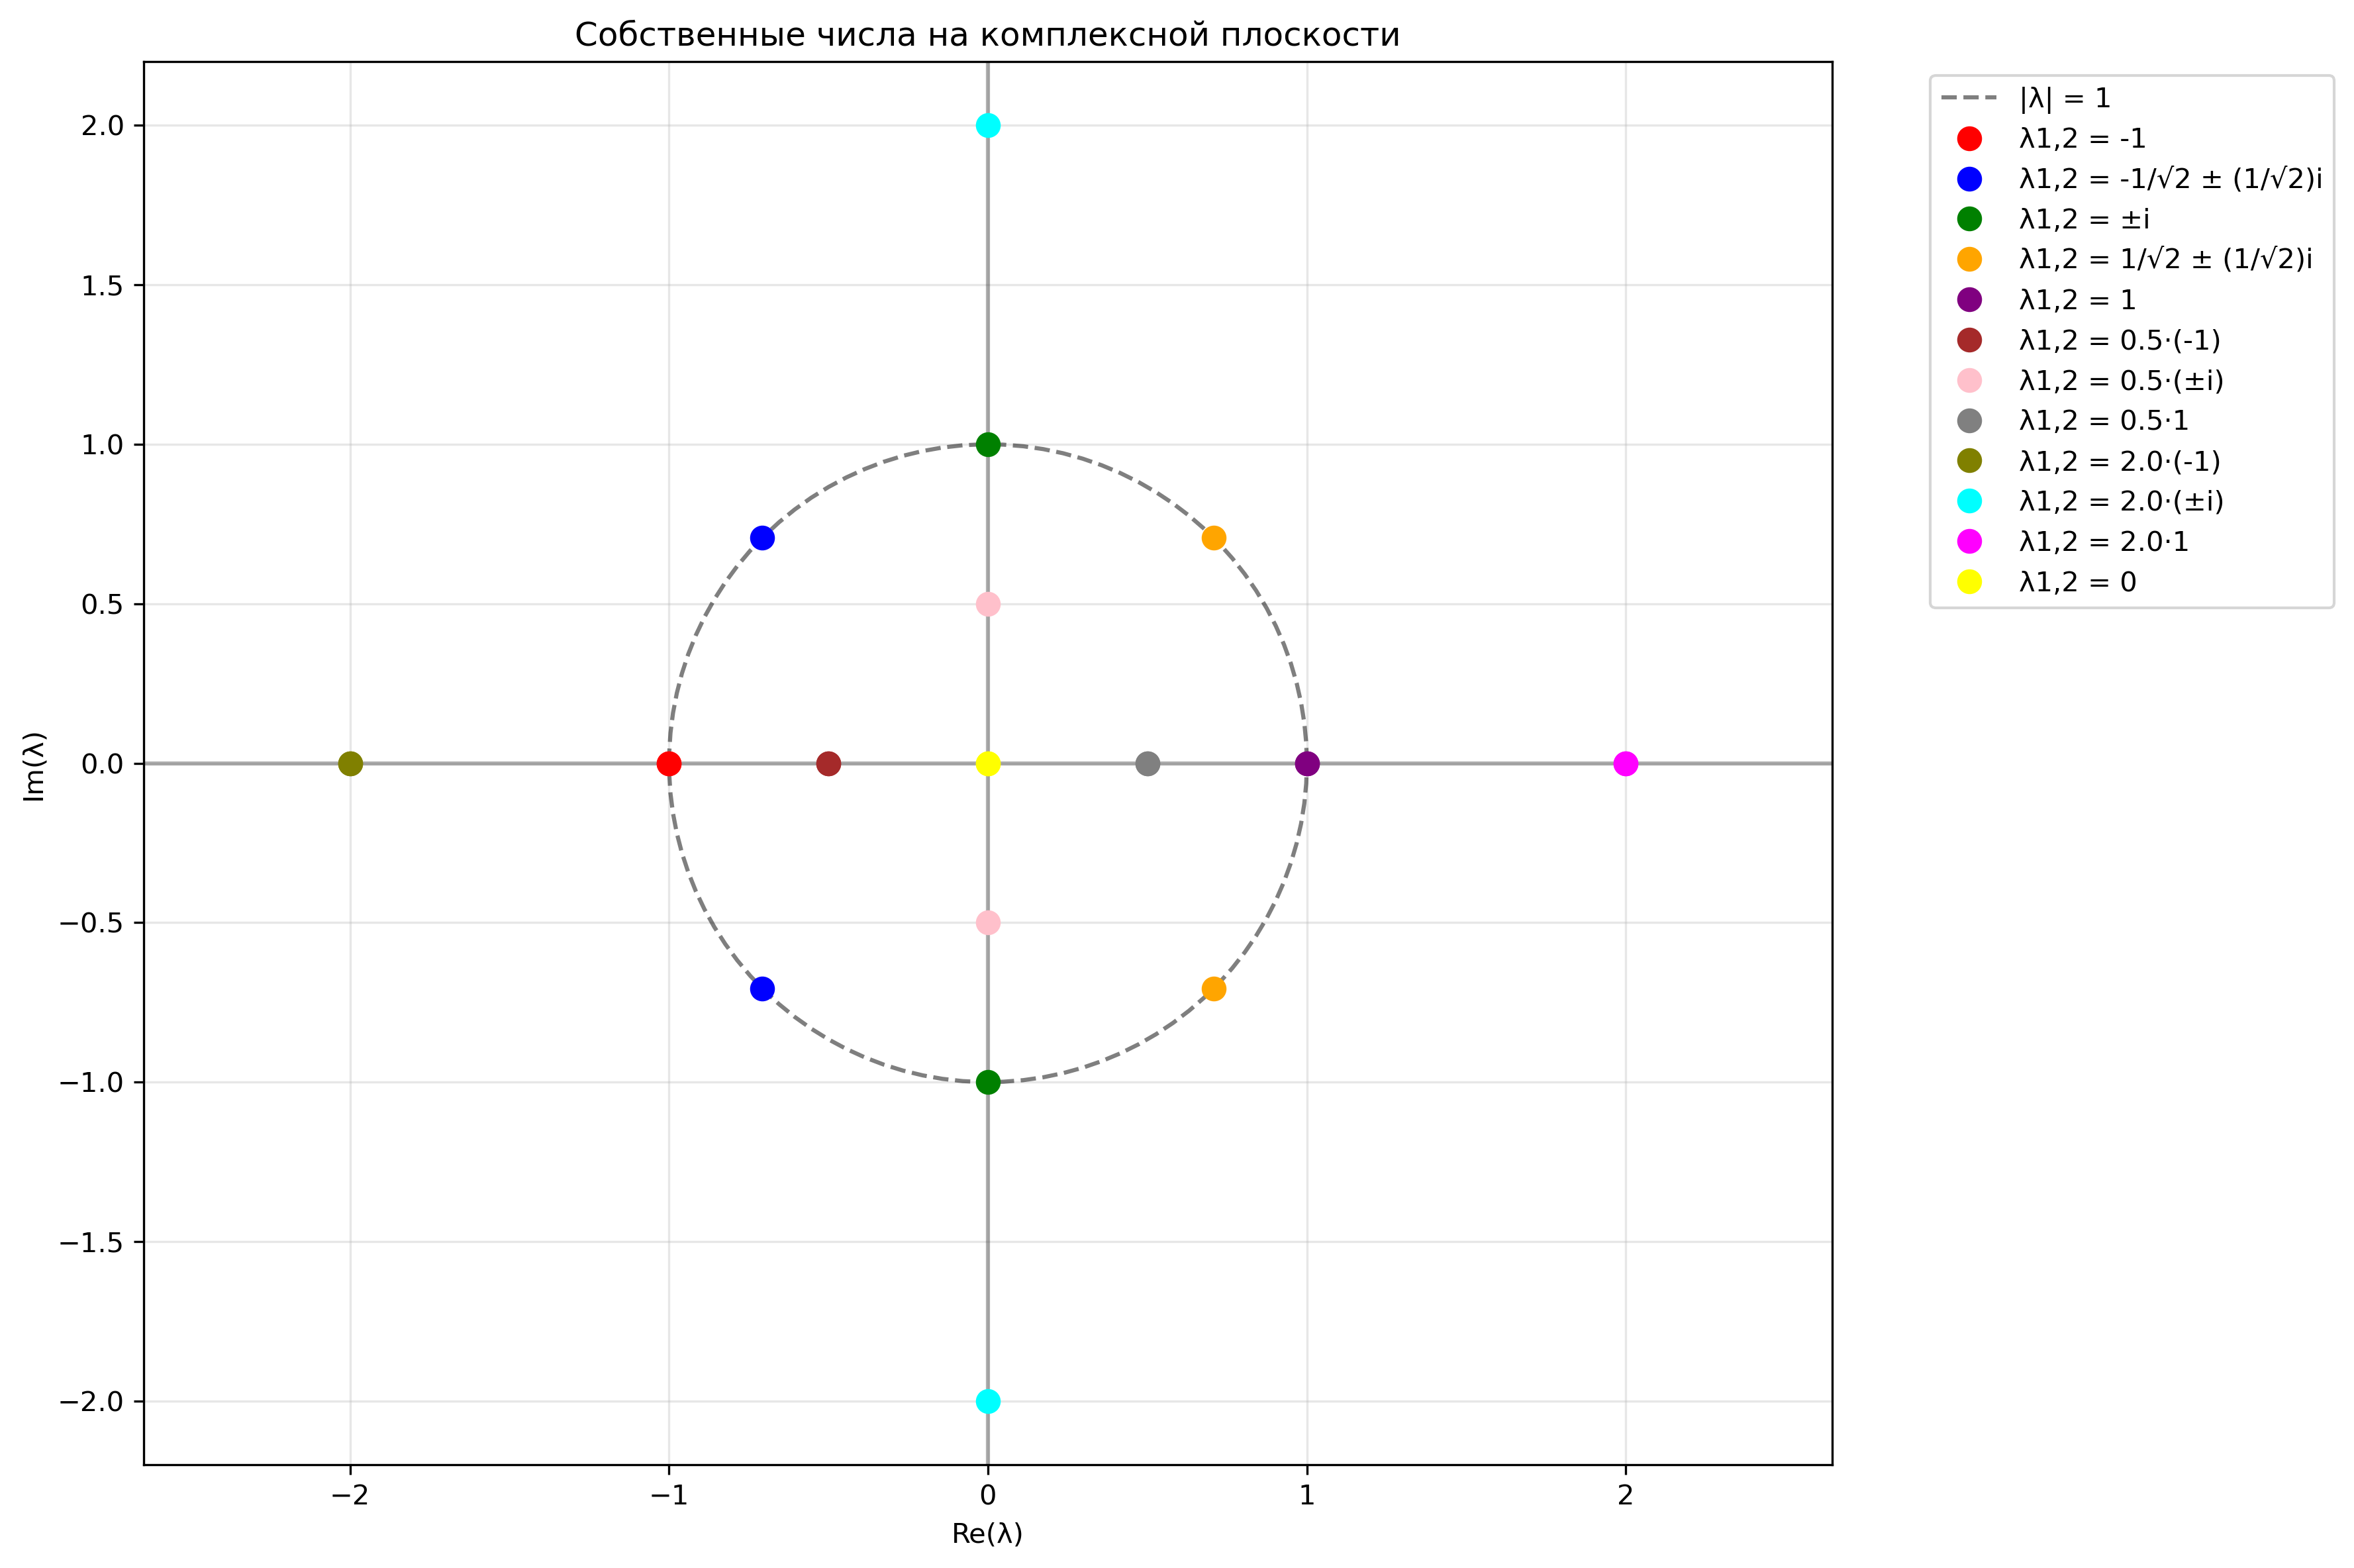 Собственные числа на комплексной плоскости
|λ| = 1
λ1,2 = -1
λ1,2 = -1/√2 ± (1/√2)i
λ1,2 = ±i
λ1,2 = 1/√2 ± (1/√2)i
λ1,2 = 1
λ1,2 = 0.5·(-1)
λ1,2 = 0.5·(±i)
λ1,2 = 0.5·1
λ1,2 = 2.0·(-1)
λ1,2 = 2.0·(±i)
λ1,2 = 2.0·1
λ1,2 = 0
Im(λ)
2.0
1.5
1.0
0.5
0.0
−0.5
−1.0
−1.5
−2.0
−2 −1 0 1 2
Re(λ)